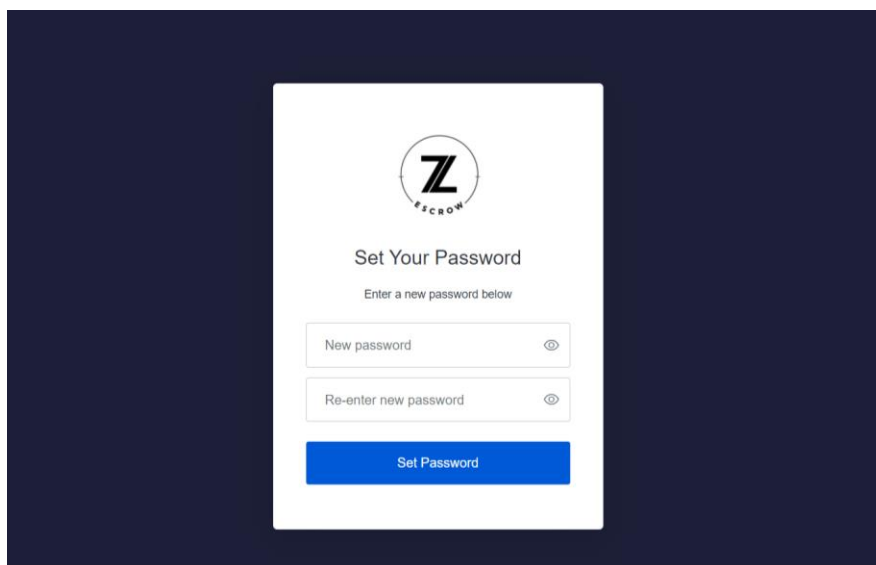 Z
ESCROW
Set Your Password
Enter a new password below
New password
Re-enter new password
Set Password